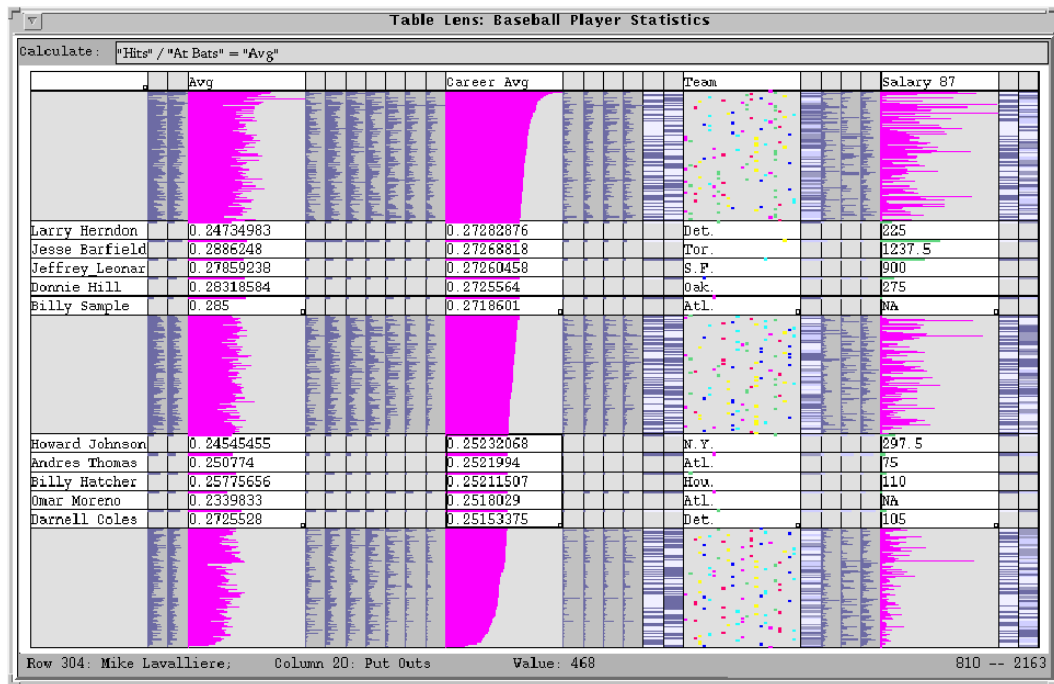 Table Lens: Baseball Player Statistics
Calculate: "Hits" / "At Bats" = "Avg"
Avg Career Avg Team Salary 87
Larry Herndon 0.24734983 0.27282876 Det. 225
Jesse Barfield 0.2886248 0.27268818 Tor. 1237.5
Jeffrey_Leonar 0.27859238 0.27260458 S.F. 900
Donnie Hill 0.28318584 0.2725564 Oak. 275
Billy Sample 0.285 0.2718601 Atl. NA
Howard Johnson 0.24545455 0.25232068 N.Y. 297.5
Andres Thomas 0.250774 0.2521994 Atl. 75
Billy Hatcher 0.25775656 0.25211507 Hou. 110
Omar Moreno 0.2339833 0.2518029 Atl. NA
Darnell Coles 0.2725528 0.25153375 Det. 105
Row 304: Mike Lavalliere; Column 20: Put Outs Value: 468 810 -- 2163